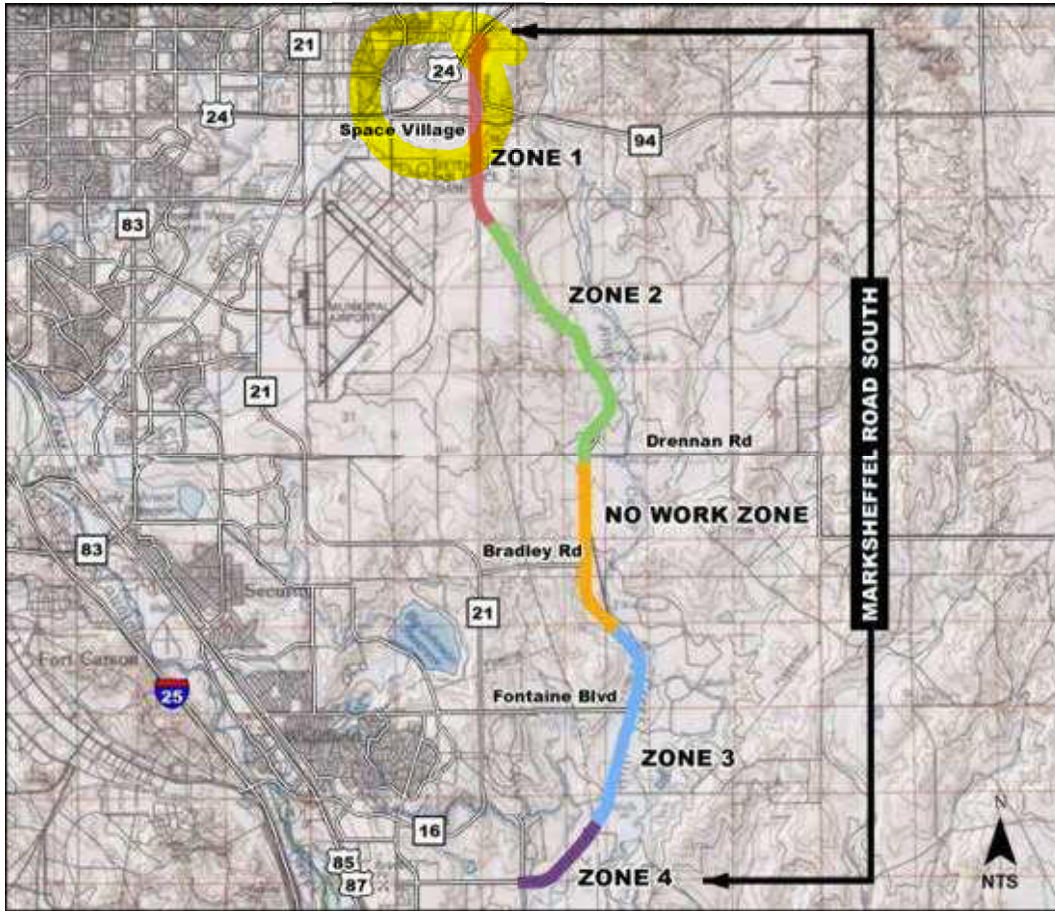 SPRINGS
21
24
24
Space Village
94
ZONE 1
83
ZONE 2
MUNICIPAL
AIRPORT
MARKSHEFFEL ROAD SOUTH
21
31
Drennan Rd
NO WORK ZONE
83
Bradley Rd
Security
21
Fort Carson
25
Fontaine Blvd
ZONE 3
16
N
85
87
ZONE 4
NTS